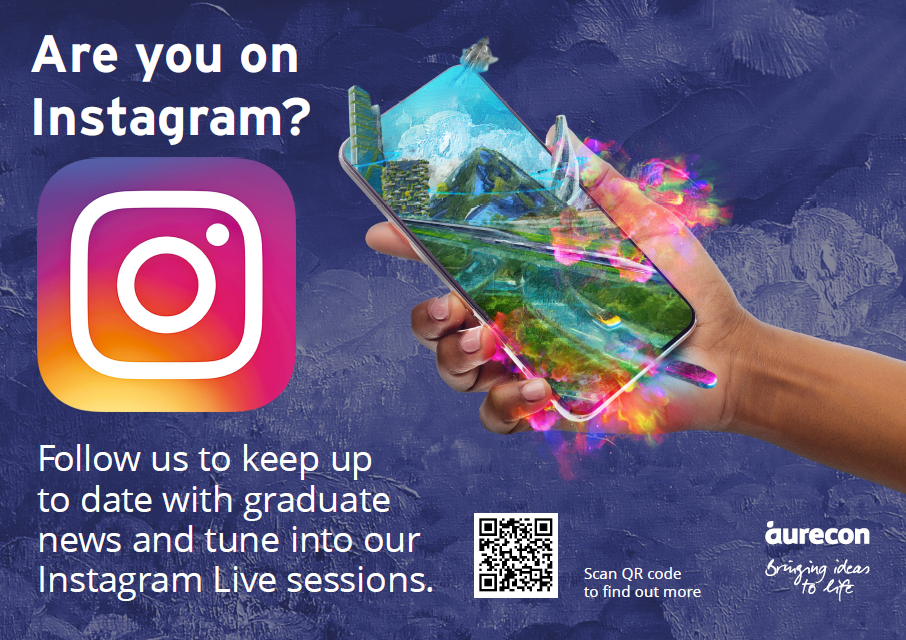 Are you on
Instagram?
Follow us to keep up
to date with graduate
news and tune into our
Instagram Live sessions.
Scan QR code
to find out more
aurecon
Bringing ideas
to life